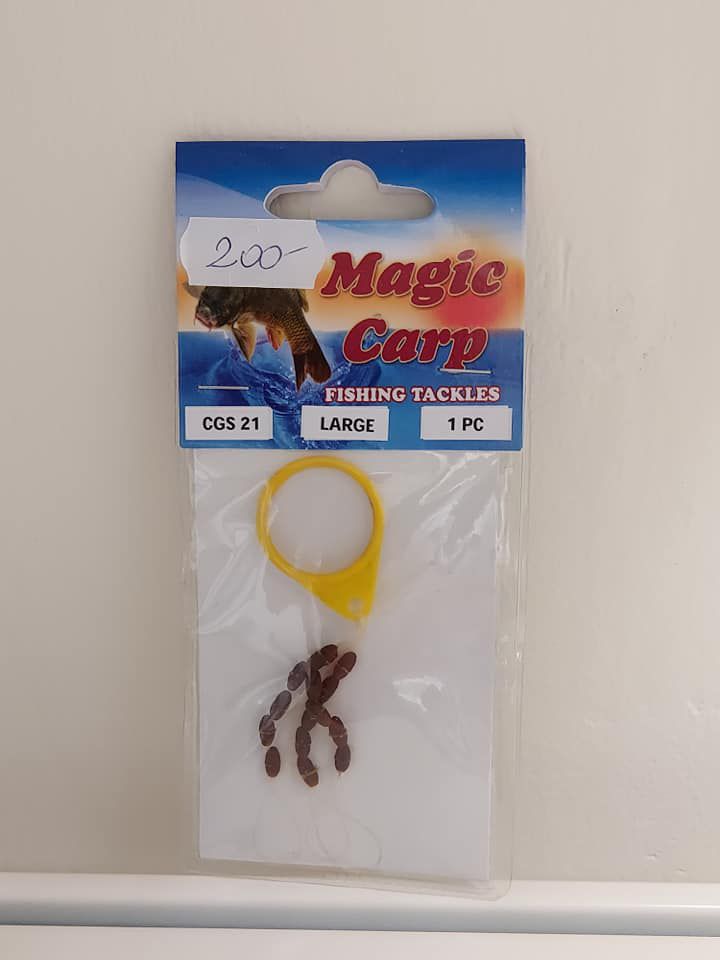 200-
Magic
Carp
FISHING TACKLES
CGS 21 LARGE 1 PC